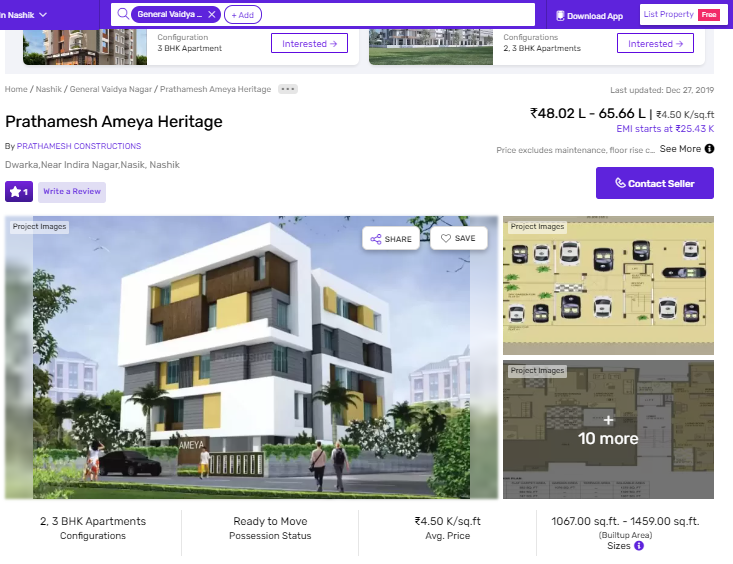 In Nashik
General Vaidya ...
+ Add
Download App
List Property Free
Configuration
3 BHK Apartment
Interested →
Configurations
2, 3 BHK Apartments
Interested →
Home / Nashik / General Vaidya Nagar / Prathamesh Ameya Heritage
Last updated: Dec 27, 2019
Prathamesh Ameya Heritage
₹48.02 L - 65.66 L | ₹4.50 K/sq.ft
EMI starts at ₹25.43 K
By PRATHAMESH CONSTRUCTIONS
Price excludes maintenance, floor rise c... See More
Dwarka,Near Indira Nagar,Nasik, Nashik
Contact Seller
1
Write a Review
Project Images
SHARE
SAVE
AMEYA
Project Images
Project Images
+
10 more
2, 3 BHK Apartments
Configurations
Ready to Move
Possession Status
₹4.50 K/sq.ft
Avg. Price
1067.00 sq.ft. - 1459.00 sq.ft.
(Builtup Area)
Sizes